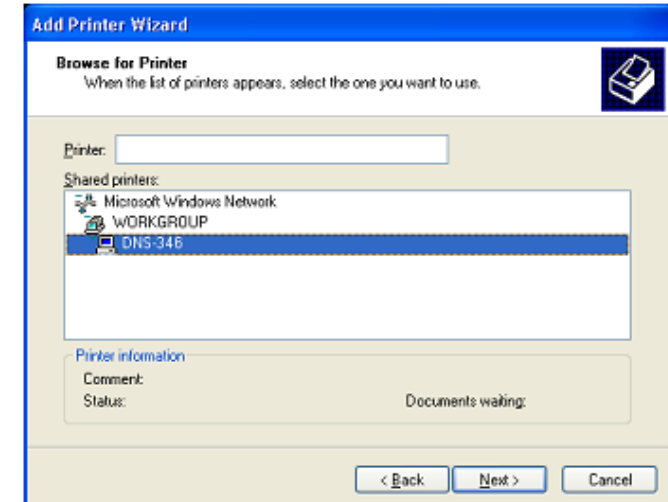 Add Printer Wizard
Browse for Printer
When the list of printers appears, select the one you want to use.
Printer:
Shared printers:
Microsoft Windows Network
WORKGROUP
DNS-346
Printer information
Comment:
Status: Documents waiting:
< Back Next > Cancel